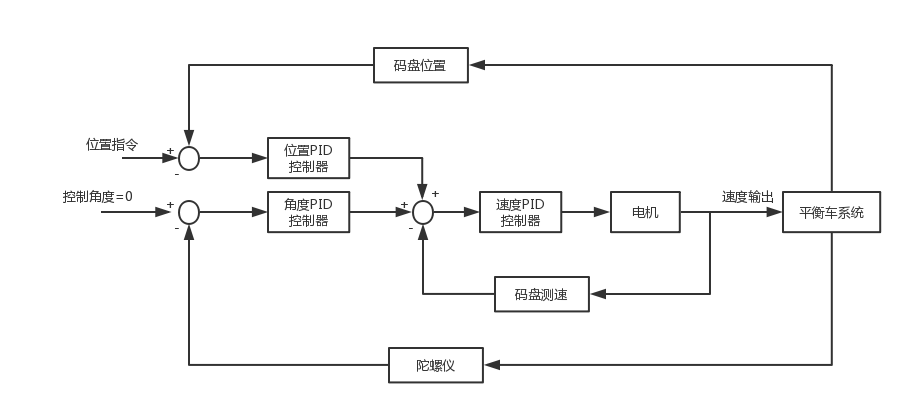 码盘位置
位置指令
+
-
位置PID
控制器
控制角度=0
+
-
角度PID
控制器
+
+
-
速度PID
控制器
电机
速度输出
平衡车系统
码盘测速
陀螺仪